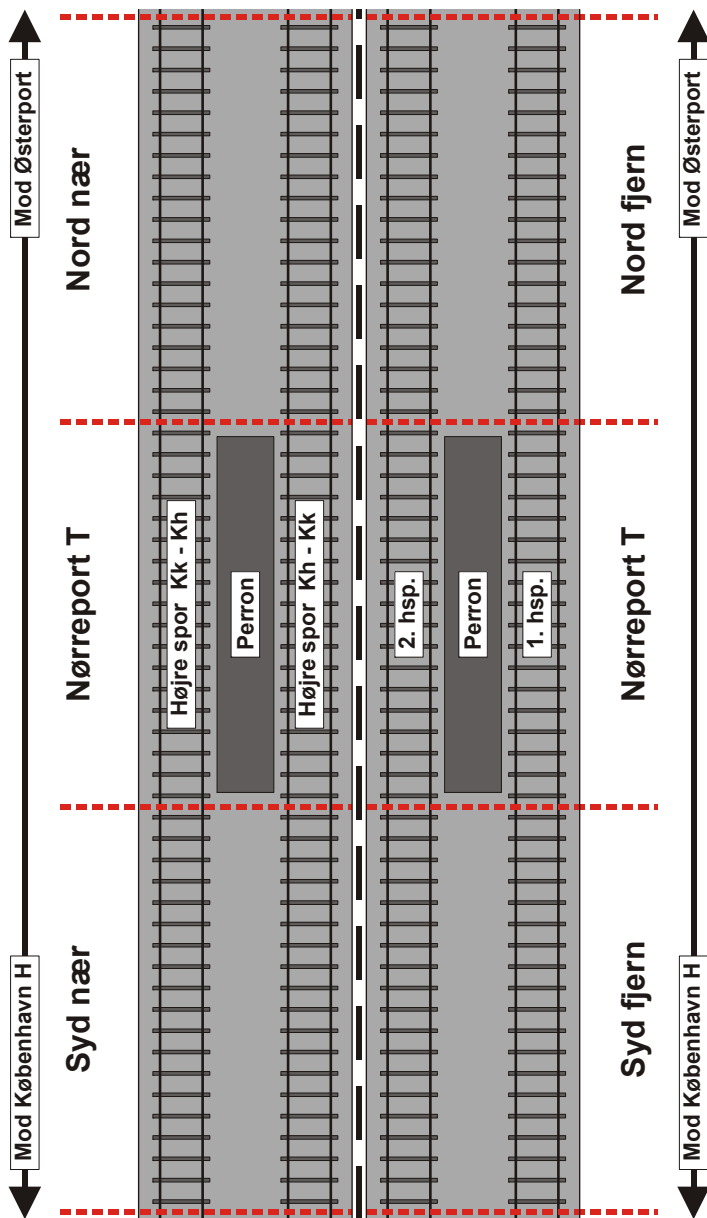 Mod København H
Mod Østerport
Syd nær
Nørreport T
Nord nær
Højre spor Kk - Kh
Perron
Højre spor Kh - Kk
2. hsp.
Perron
1. hsp.
Syd fjern
Nørreport T
Nord fjern
Mod København H
Mod Østerport